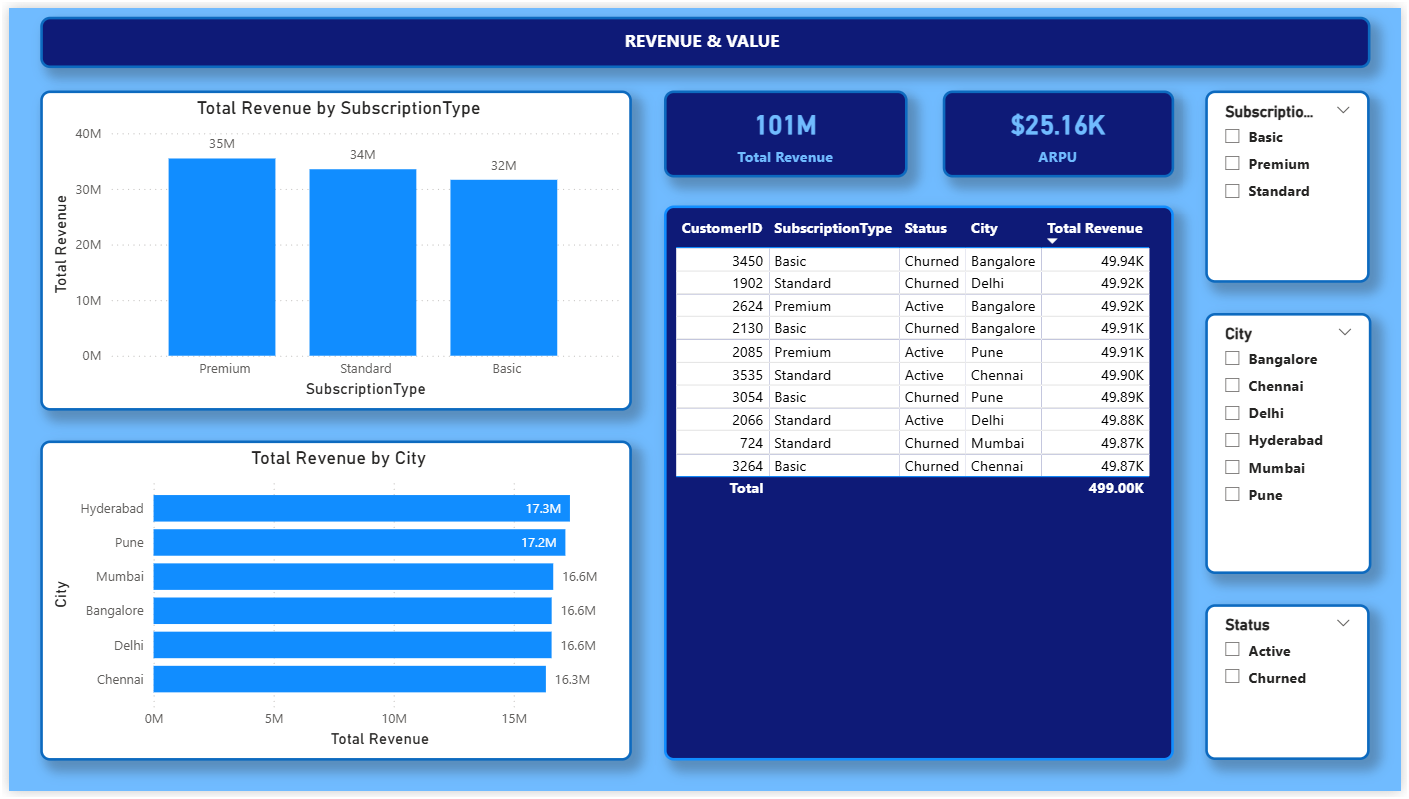 REVENUE & VALUE
Total Revenue by SubscriptionType
Total Revenue
40M
30M
20M
10M
0M
35M
34M
32M
Premium Standard Basic
SubscriptionType
101M
Total Revenue
$25.16K
ARPU
Subscriptio...
Basic
Premium
Standard
CustomerID SubscriptionType Status City Total Revenue
3450 Basic Churned Bangalore 49.94K
1902 Standard Churned Delhi 49.92K
2624 Premium Active Bangalore 49.92K
2130 Basic Churned Bangalore 49.91K
2085 Premium Active Pune 49.91K
3535 Standard Active Chennai 49.90K
3054 Basic Churned Pune 49.89K
2066 Standard Active Delhi 49.88K
724 Standard Churned Mumbai 49.87K
3264 Basic Churned Chennai 49.87K
Total 499.00K
City
Bangalore
Chennai
Delhi
Hyderabad
Mumbai
Pune
Total Revenue by City
City
Hyderabad 17.3M
Pune 17.2M
Mumbai 16.6M
Bangalore 16.6M
Delhi 16.6M
Chennai 16.3M
0M 5M 10M 15M
Total Revenue
Status
Active
Churned